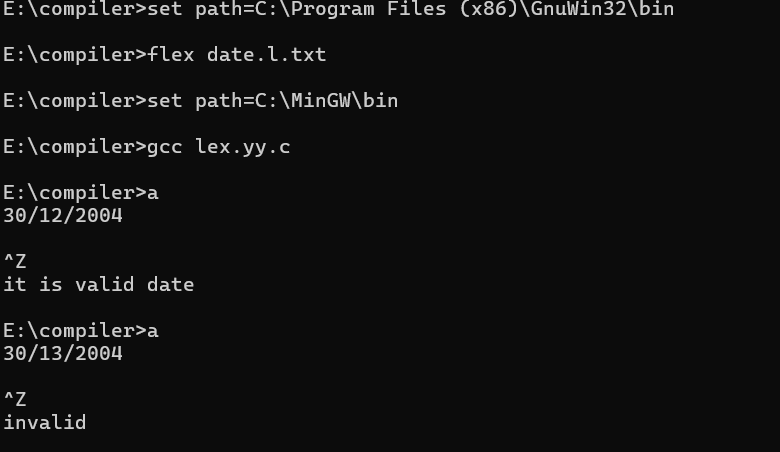 E:\compiler>set path=C:\Program Files (x86)\GnuWin32\bin
E:\compiler>flex date.l.txt
E:\compiler>set path=C:\MinGW\bin
E:\compiler>gcc lex.yy.c
E:\compiler>a
30/12/2004
^Z
it is valid date
E:\compiler>a
30/13/2004
^Z
invalid